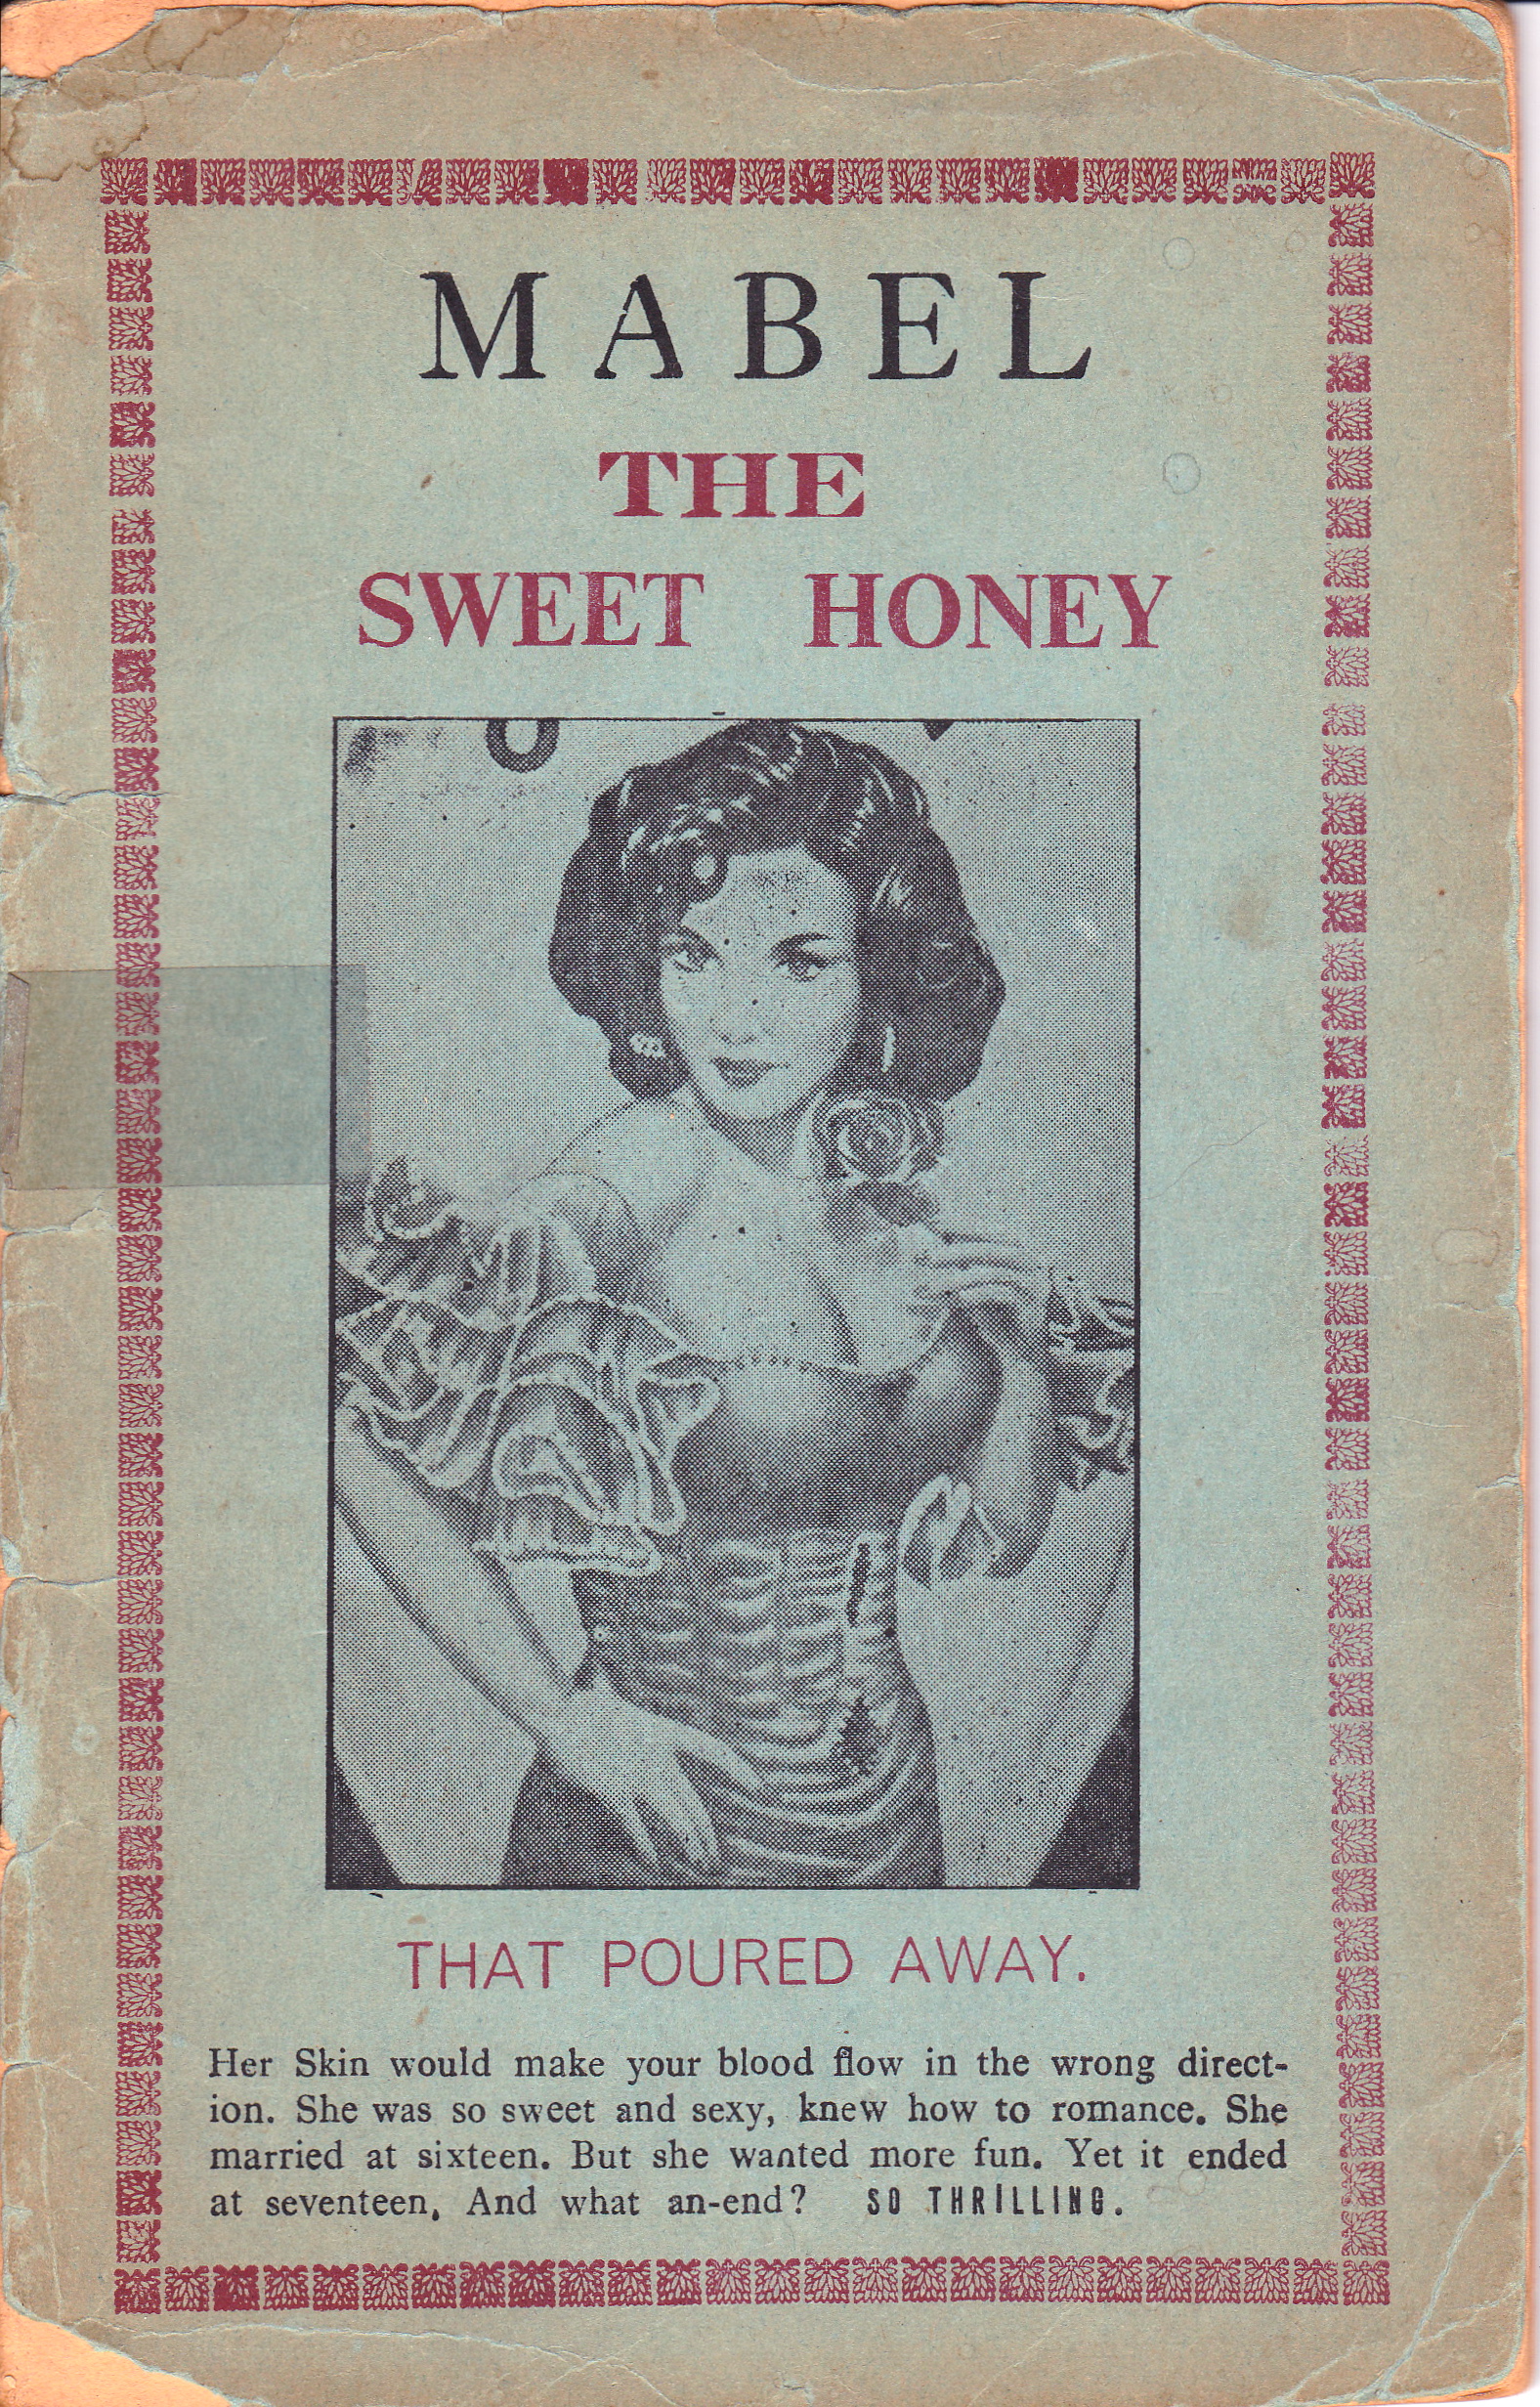 MABEL
THE
SWEET HONEY
THAT POURED AWAY.
Her Skin would make your blood flow in the wrong direct-
ion. She was so sweet and sexy, knew how to romance. She
married at sixteen. But she wanted more fun. Yet it ended
at seventeen, And what an-end? SO THRILLING.